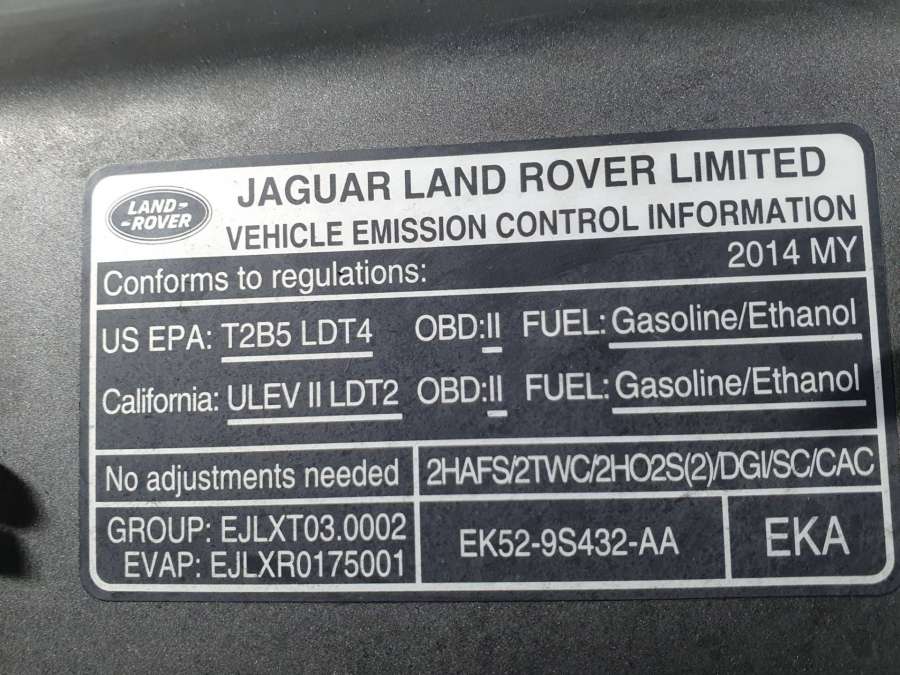 LAND-
-ROVER
JAGUAR LAND ROVER LIMITED
VEHICLE EMISSION CONTROL INFORMATION
Conforms to regulations:
2014 MY
US EPA: T2B5 LDT4 OBD:II FUEL: Gasoline/Ethanol
California: ULEV II LDT2 OBD:II FUEL: Gasoline/Ethanol
No adjustments needed
2HAFS/2TWC/2HO2S(2)/DGI/SC/CAC
GROUP: EJLXT03.0002
EVAP: EJLXR0175001
EK52-9S432-AA
EKA